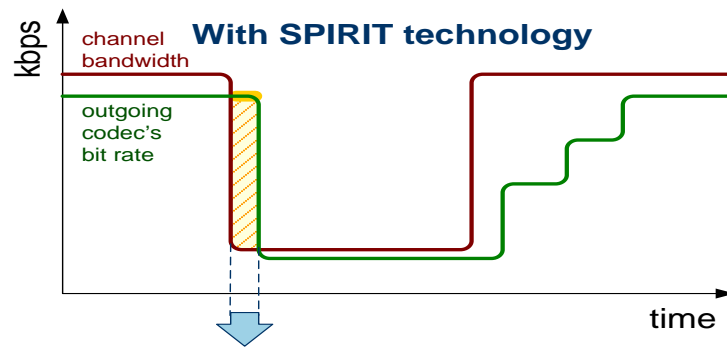 With SPIRIT technology
kbps
channel
bandwidth
outgoing
codec's
bit rate
time